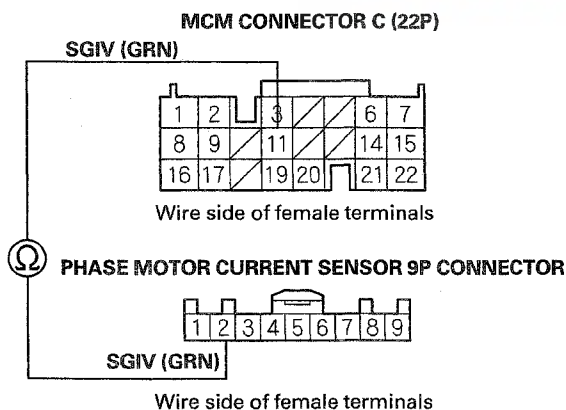 MCM CONNECTOR C (22P)
SGIV (GRN)
1 2 3 6 7
8 9 11 14 15
16 17 19 20 21 22
Wire side of female terminals
Ω
PHASE MOTOR CURRENT SENSOR 9P CONNECTOR
1 2 3 4 5 6 7 8 9
SGIV (GRN)
Wire side of female terminals